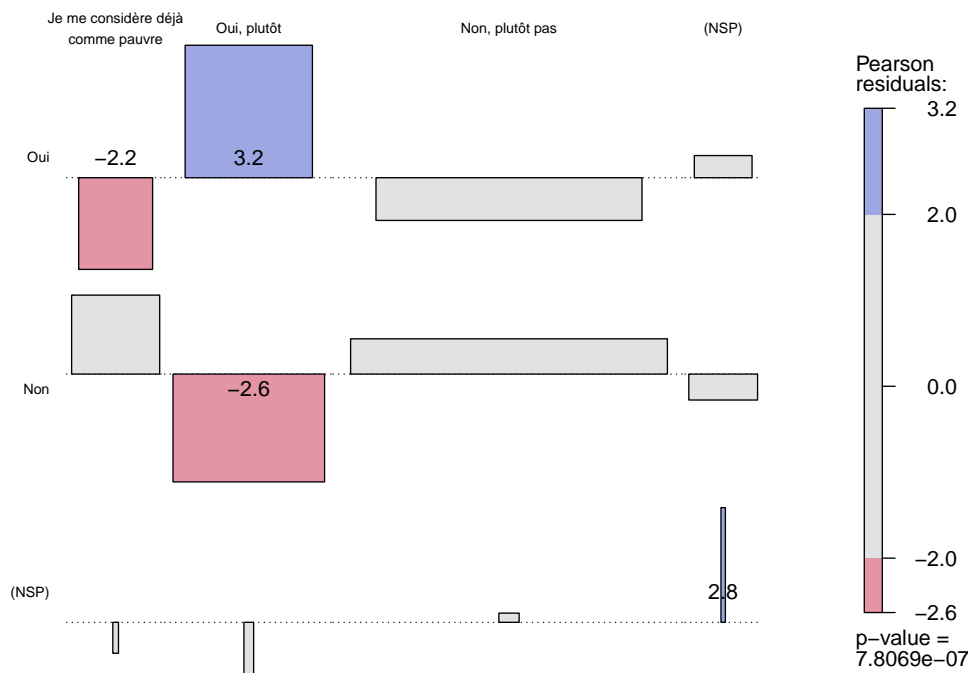 Je me considère déjà
comme pauvre
Oui, plutôt
Non, plutôt pas
(NSP)
Pearson
residuals:
3.2
2.0
0.0
−2.0
−2.6
p−value =
7.8069e−07
Oui
−2.2
3.2
Non
−2.6
(NSP)
2.8